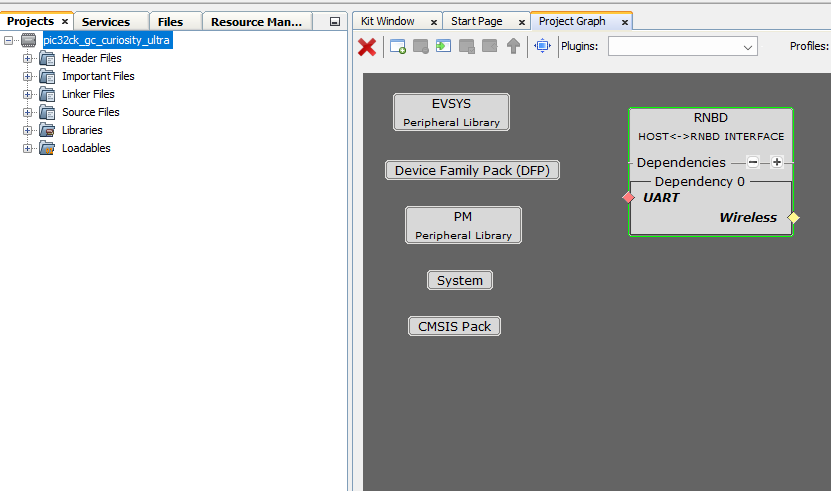 Projects
Services
Files
Resource Man...
pic32ck_gc_curiosity_ultra
Header Files
Important Files
Linker Files
Source Files
Libraries
Loadables
Kit Window
Start Page
Project Graph
Plugins:
Profiles:
EVSYS
Peripheral Library
Device Family Pack (DFP)
PM
Peripheral Library
System
CMSIS Pack
RNBD
HOST<->RNBD INTERFACE
Dependencies
Dependency 0
UART
Wireless